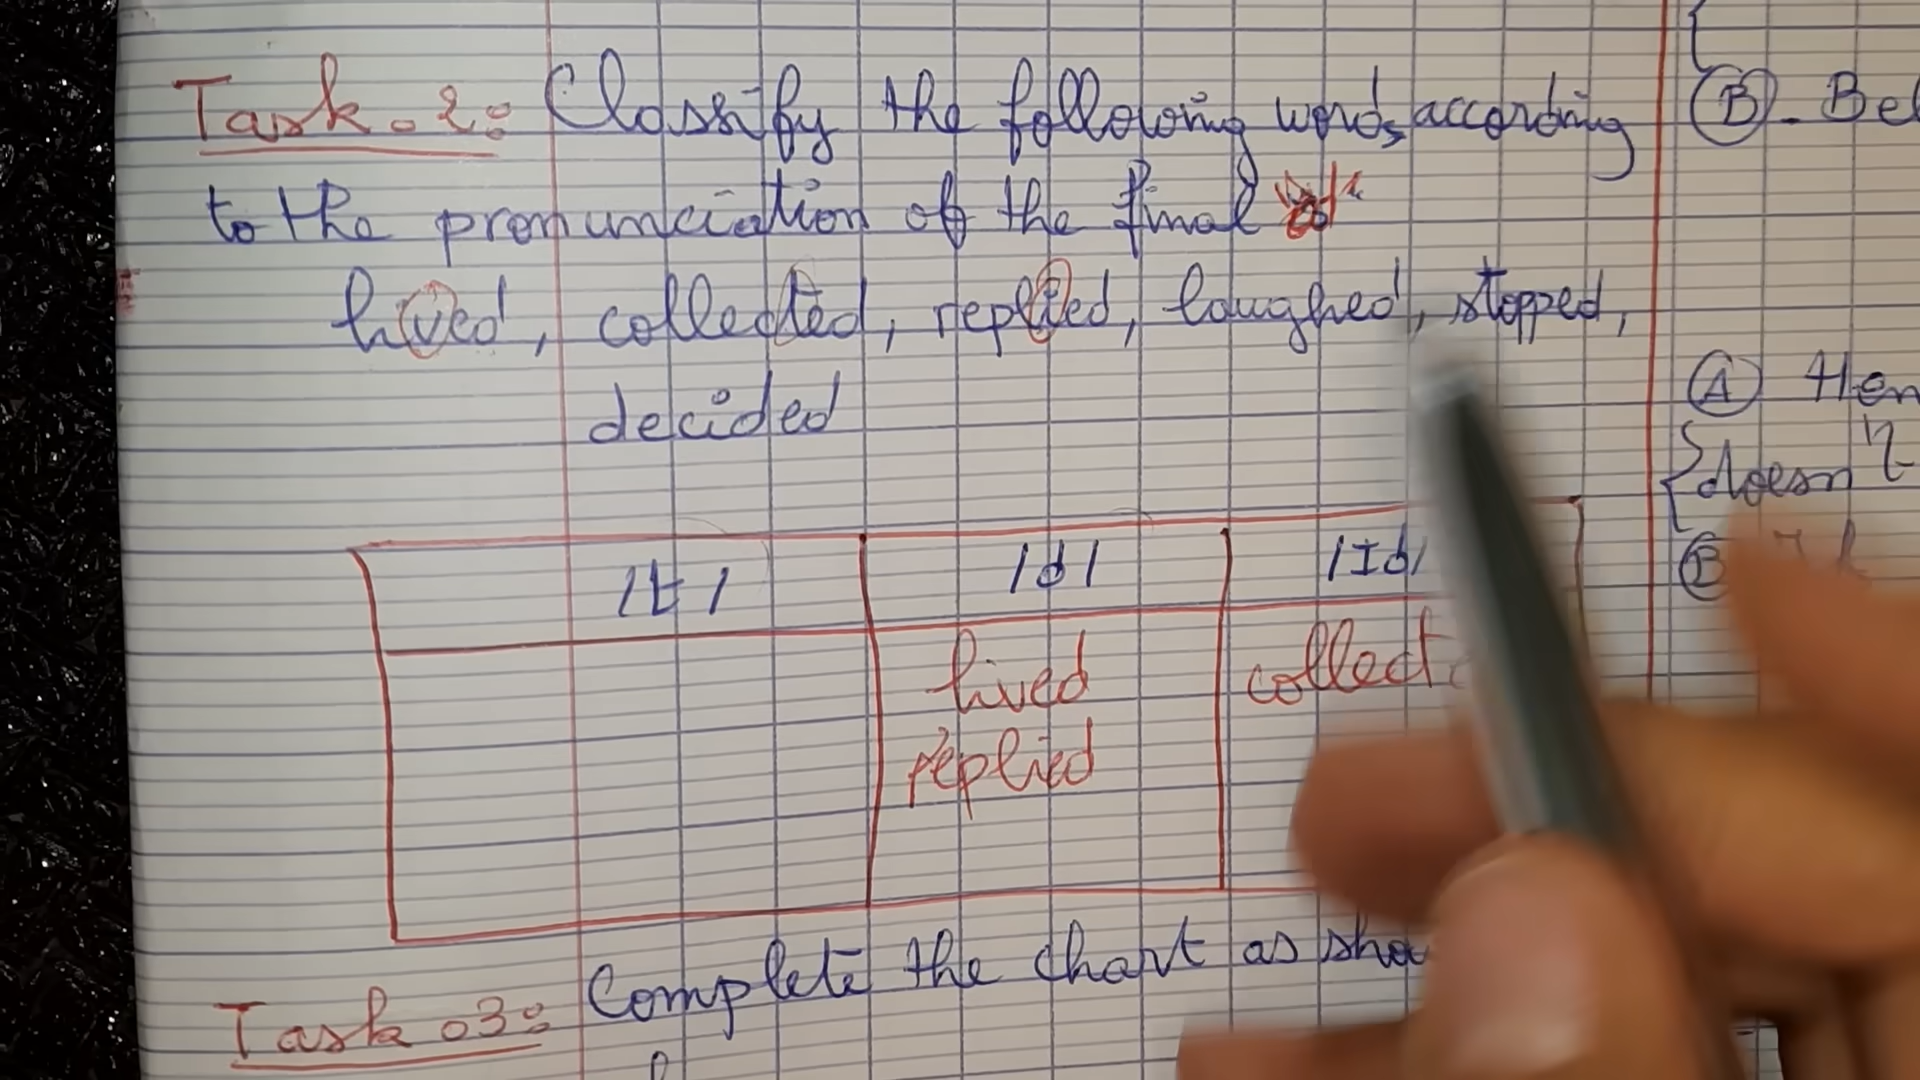 Task 2: Classify the following words according
to the pronunciation of the final "ed"
lived, collected, replied, laughed, stopped,
decided
/t/ /d/ /Id/
lived collect
replied
Task 03: Complete the chart as
B - Be
A
doesn't
B